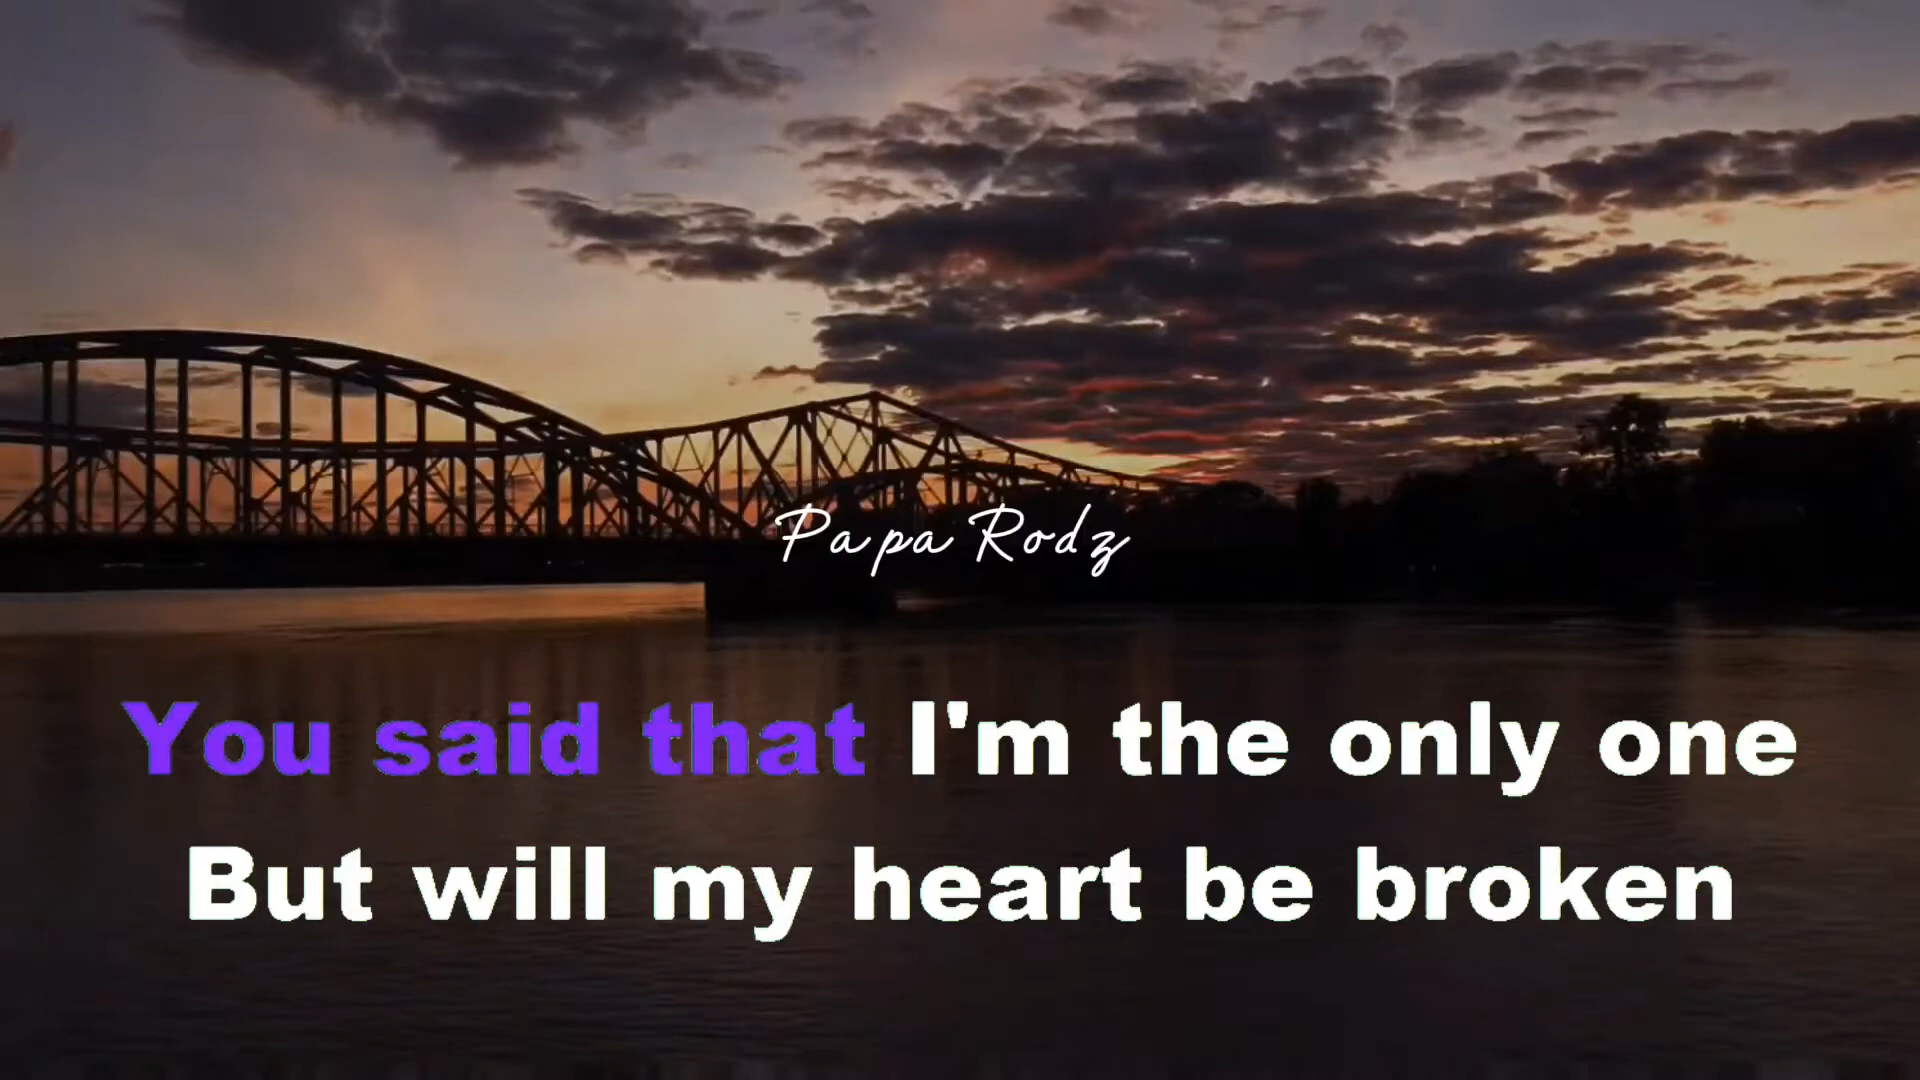 Papa Rodz
You said that I'm the only one
But will my heart be broken